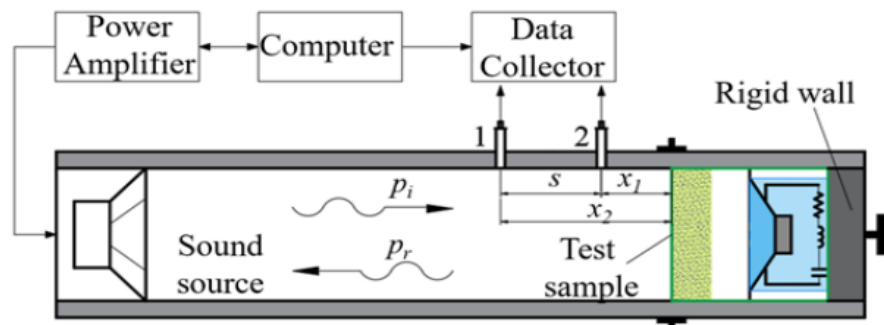 Power
Amplifier
Computer
Data
Collector
Rigid wall
1
2
s
x1
x2
pi
pr
Sound
source
Test
sample